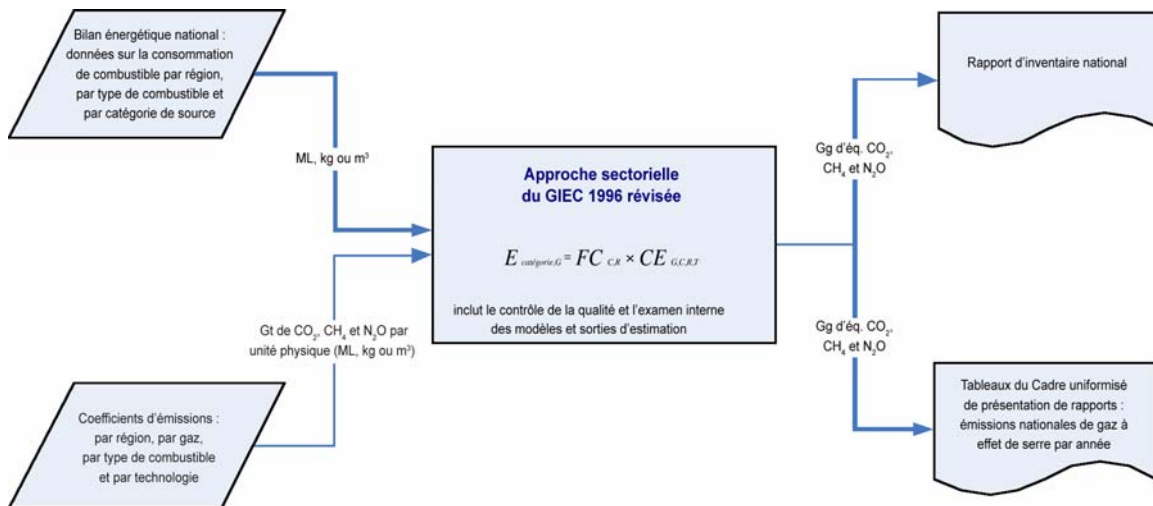 Bilan énergétique national :
données sur la consommation
de combustible par région,
par type de combustible et
par catégorie de source
ML, kg ou m³
Coefficients d'émissions :
par région, par gaz,
par type de combustible
et par technologie
Gt de CO₂, CH₄ et N₂O par
unité physique (ML, kg ou m³)
Approche sectorielle
du GIEC 1996 révisée
E catégorie,G = FC C,R × CE G,C,R,T
inclut le contrôle de la qualité et l'examen interne
des modèles et sorties d'estimation
Gg d'éq. CO₂,
CH₄ et N₂O
Rapport d'inventaire national
Gg d'éq. CO₂,
CH₄ et N₂O
Tableaux du Cadre uniformisé
de présentation de rapports :
émissions nationales de gaz à
effet de serre par année